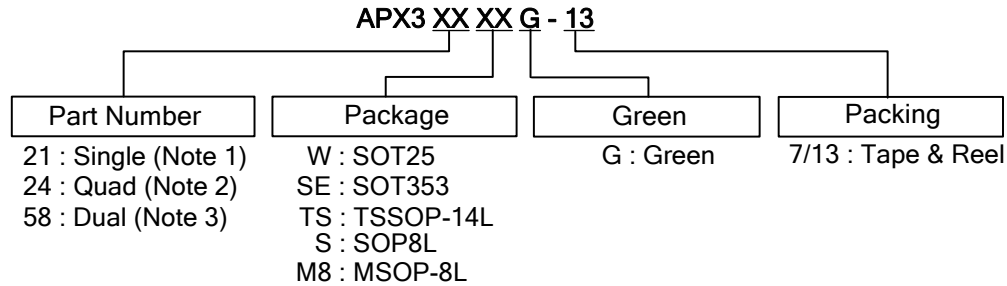 APX3 XX XX G - 13
Part Number
21 : Single (Note 1)
24 : Quad (Note 2)
58 : Dual (Note 3)
Package
W : SOT25
SE : SOT353
TS : TSSOP-14L
S : SOP8L
M8 : MSOP-8L
Green
G : Green
Packing
7/13 : Tape & Reel